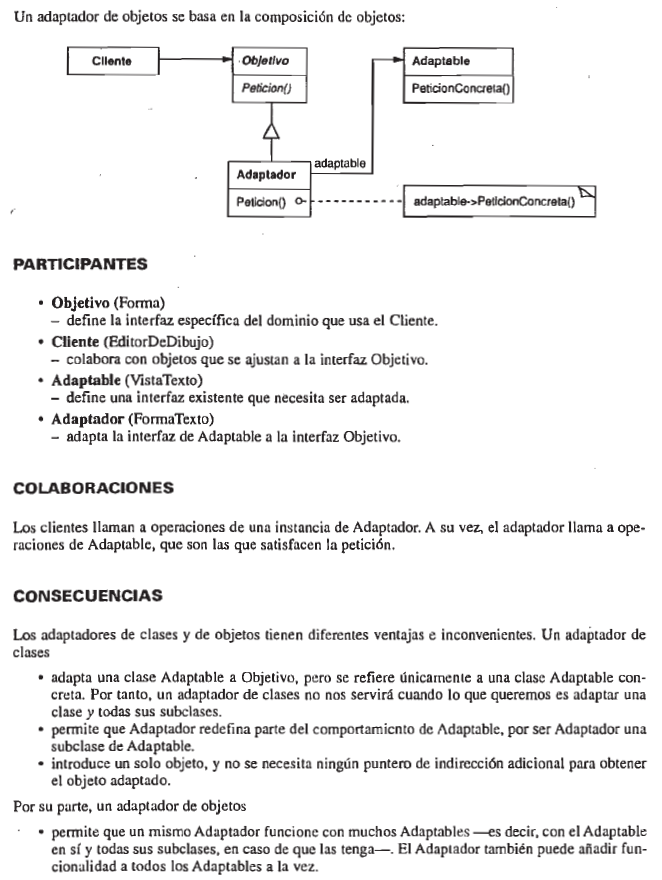 Un adaptador de objetos se basa en la composición de objetos:
Cliente
Objetivo
Adaptable
Peticion()
PeticionConcreta()
adaptable
Adaptador
Peticion()
adaptable->PeticionConcreta()
PARTICIPANTES
• Objetivo (Forma)
– define la interfaz específica del dominio que usa el Cliente.
• Cliente (EditorDeDibujo)
– colabora con objetos que se ajustan a la interfaz Objetivo.
• Adaptable (VistaTexto)
– define una interfaz existente que necesita ser adaptada.
• Adaptador (FormaTexto)
– adapta la interfaz de Adaptable a la interfaz Objetivo.
COLABORACIONES
Los clientes llaman a operaciones de una instancia de Adaptador. A su vez, el adaptador llama a ope-
raciones de Adaptable, que son las que satisfacen la petición.
CONSECUENCIAS
Los adaptadores de clases y de objetos tienen diferentes ventajas e inconvenientes. Un adaptador de
clases
• adapta una clase Adaptable a Objetivo, pero se refiere únicamente a una clase Adaptable con-
creta. Por tanto, un adaptador de clases no nos servirá cuando lo que queremos es adaptar una
clase y todas sus subclases.
• permite que Adaptador redefina parte del comportamiento de Adaptable, por ser Adaptador una
subclase de Adaptable.
• introduce un solo objeto, y no se necesita ningún puntero de indirección adicional para obtener
el objeto adaptado.
Por su parte, un adaptador de objetos
• permite que un mismo Adaptador funcione con muchos Adaptables —es decir, con el Adaptable
en sí y todas sus subclases, en caso de que las tenga—. El Adaptador también puede añadir fun-
cionalidad a todos los Adaptables a la vez.